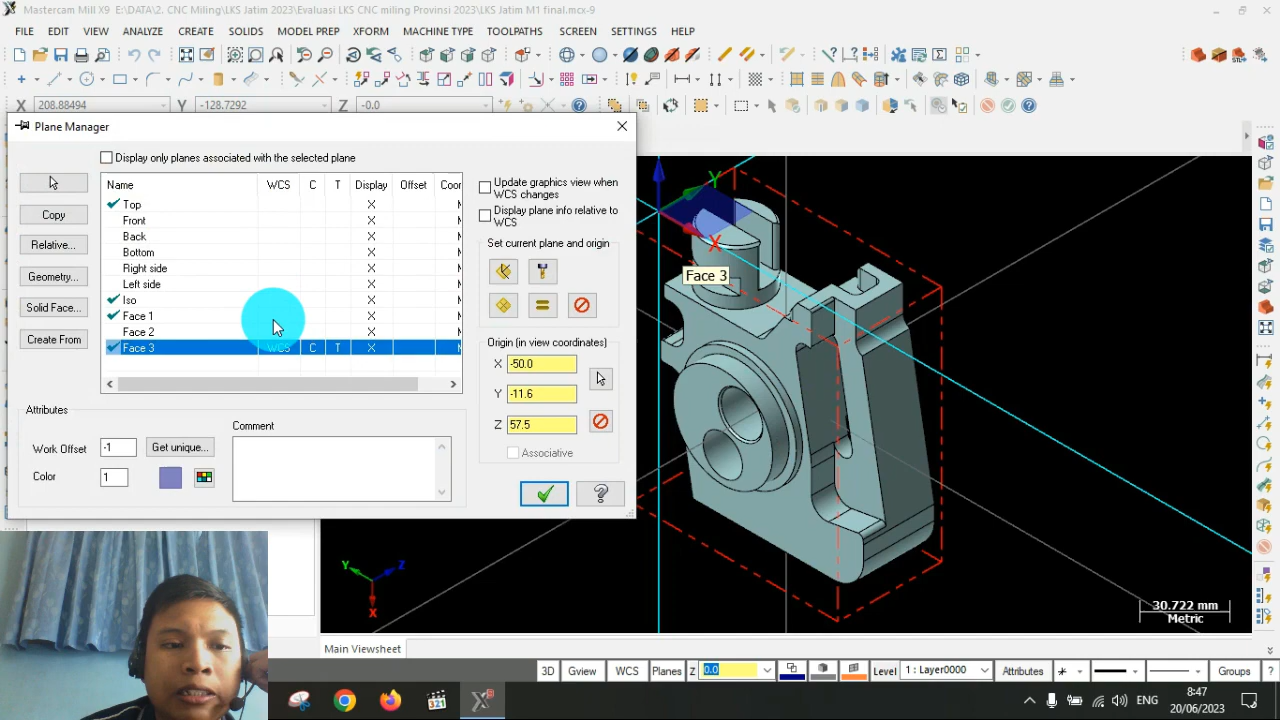 Mastercam Mill X9 E:\DATA\2. CNC Miling\LKS Jatim 2023\Evaluasi LKS CNC miling Provinsi 2023\LKS Jatim M1 final.mcx-9
FILE EDIT VIEW ANALYZE CREATE SOLIDS MODEL PREP XFORM MACHINE TYPE TOOLPATHS SCREEN SETTINGS HELP
X 208.88494 Y -128.7292 Z -0.0
Plane Manager
Display only planes associated with the selected plane
Name WCS C T Display Offset Coor
Top X
Front X
Back X
Bottom X
Right side X
Left side X
Iso X
Face 1 X
Face 2 X
Face 3 WCS C T X
Copy
Relative...
Geometry...
Solid Face...
Create From
Update graphics view when WCS changes
Display plane info relative to WCS
Set current plane and origin
Origin (in view coordinates)
X -50.0
Y -11.6
Z 57.5
Associative
Attributes
Work Offset -1 Get unique...
Color 1
Comment
Y
X
Face 3
Y Z
X
30.722 mm
Metric
Main Viewsheet
3D Gview WCS Planes Z 0.0 Level 1 : Layer0000 Attributes Groups ?
321
ENG
8:47
20/06/2023